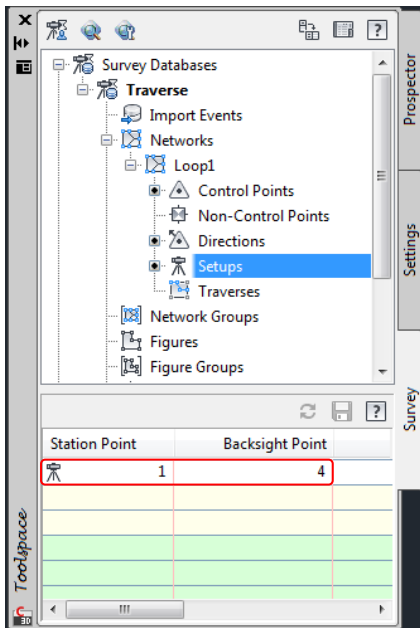 Survey Databases
Traverse
Import Events
Networks
Loop1
Control Points
Non-Control Points
Directions
Setups
Traverses
Network Groups
Figures
Figure Groups
Prospector
Settings
Survey
Station Point Backsight Point
1 4
Toolspace